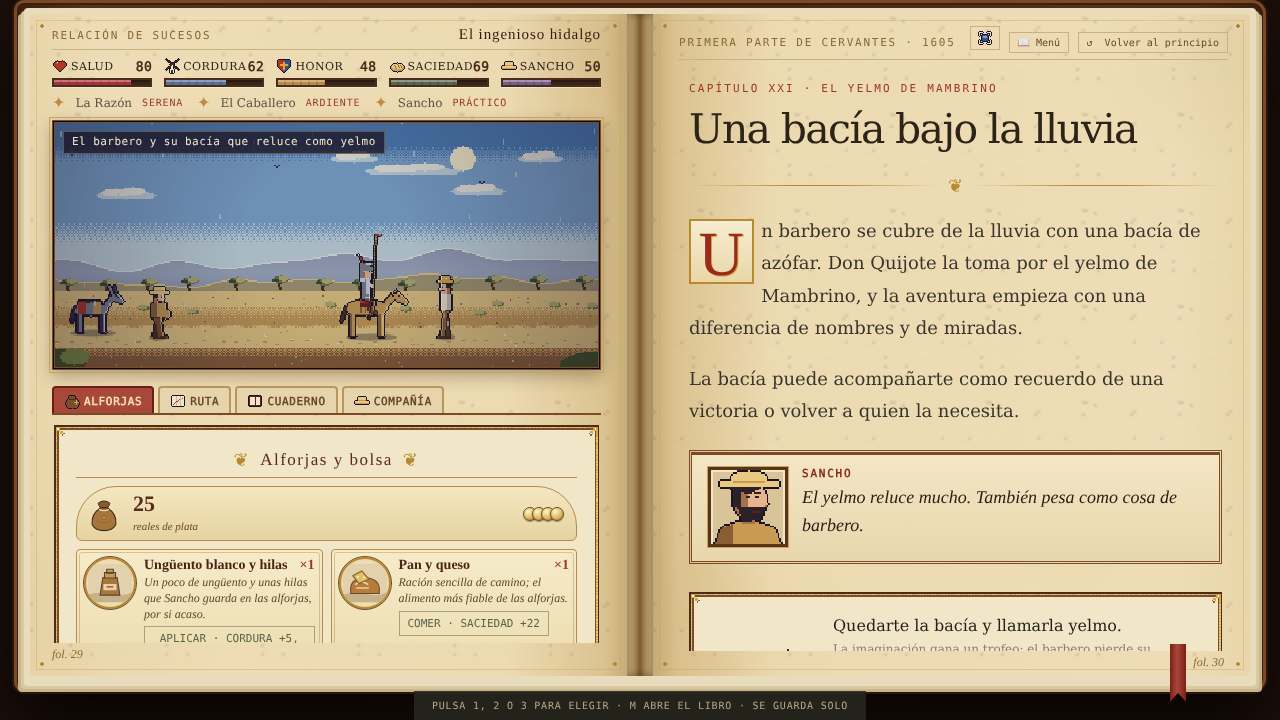 RELACIÓN DE SUCESOS
El ingenioso hidalgo
SALUD 80
CORDURA 62
HONOR 48
SACIEDAD 69
SANCHO 50
La Razón SERENA
El Caballero ARDIENTE
Sancho PRÁCTICO
El barbero y su bacía que reluce como yelmo
ALFORJAS
RUTA
CUADERNO
COMPAÑÍA
Alforjas y bolsa
25
reales de plata
Ungüento blanco y hilas ×1
Un poco de ungüento y unas hilas
que Sancho guarda en las alforjas,
por si acaso.
APLICAR · CORDURA +5,
Pan y queso ×1
Ración sencilla de camino; el
alimento más fiable de las alforjas.
COMER · SACIEDAD +22
fol. 29
PRIMERA PARTE DE CERVANTES · 1605
Menú
↺ Volver al principio
CAPÍTULO XXI · EL YELMO DE MAMBRINO
Una bacía bajo la lluvia
Un barbero se cubre de la lluvia con una bacía de
azófar. Don Quijote la toma por el yelmo de
Mambrino, y la aventura empieza con una
diferencia de nombres y de miradas.
La bacía puede acompañarte como recuerdo de una
victoria o volver a quien la necesita.
SANCHO
El yelmo reluce mucho. También pesa como cosa de
barbero.
Quedarte la bacía y llamarla yelmo.
La imaginación gana un trofeo; el barbero pierde su
fol. 30
PULSA 1, 2 O 3 PARA ELEGIR · M ABRE EL LIBRO · SE GUARDA SOLO